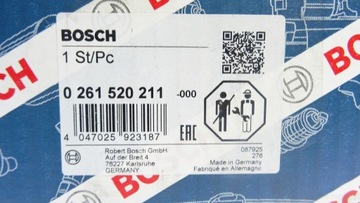 BOSCH
1 St/Pc
0 261 520 211 -000
4 047025 923187
EAC
BOSCH
Robert Bosch GmbH
Auf der Breit 4
76227 Karlsruhe
GERMANY
087925
276
Made in Germany
Fabriqué en Allemagne